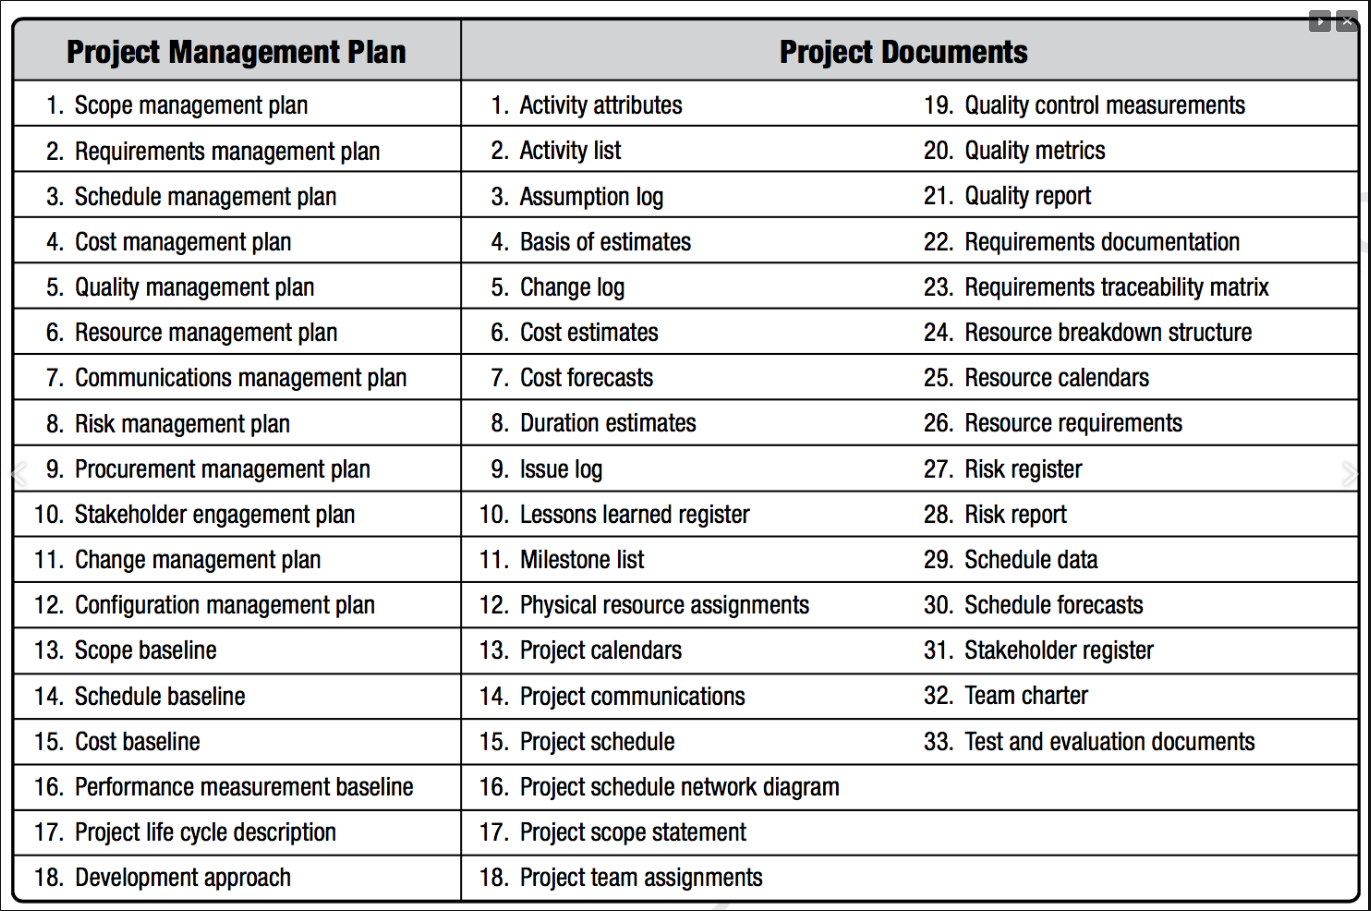 Project Management Plan
Project Documents
1. Scope management plan
1. Activity attributes
19. Quality control measurements
2. Requirements management plan
2. Activity list
20. Quality metrics
3. Schedule management plan
3. Assumption log
21. Quality report
4. Cost management plan
4. Basis of estimates
22. Requirements documentation
5. Quality management plan
5. Change log
23. Requirements traceability matrix
6. Resource management plan
6. Cost estimates
24. Resource breakdown structure
7. Communications management plan
7. Cost forecasts
25. Resource calendars
8. Risk management plan
8. Duration estimates
26. Resource requirements
9. Procurement management plan
9. Issue log
27. Risk register
10. Stakeholder engagement plan
10. Lessons learned register
28. Risk report
11. Change management plan
11. Milestone list
29. Schedule data
12. Configuration management plan
12. Physical resource assignments
30. Schedule forecasts
13. Scope baseline
13. Project calendars
31. Stakeholder register
14. Schedule baseline
14. Project communications
32. Team charter
15. Cost baseline
15. Project schedule
33. Test and evaluation documents
16. Performance measurement baseline
16. Project schedule network diagram
17. Project life cycle description
17. Project scope statement
18. Development approach
18. Project team assignments